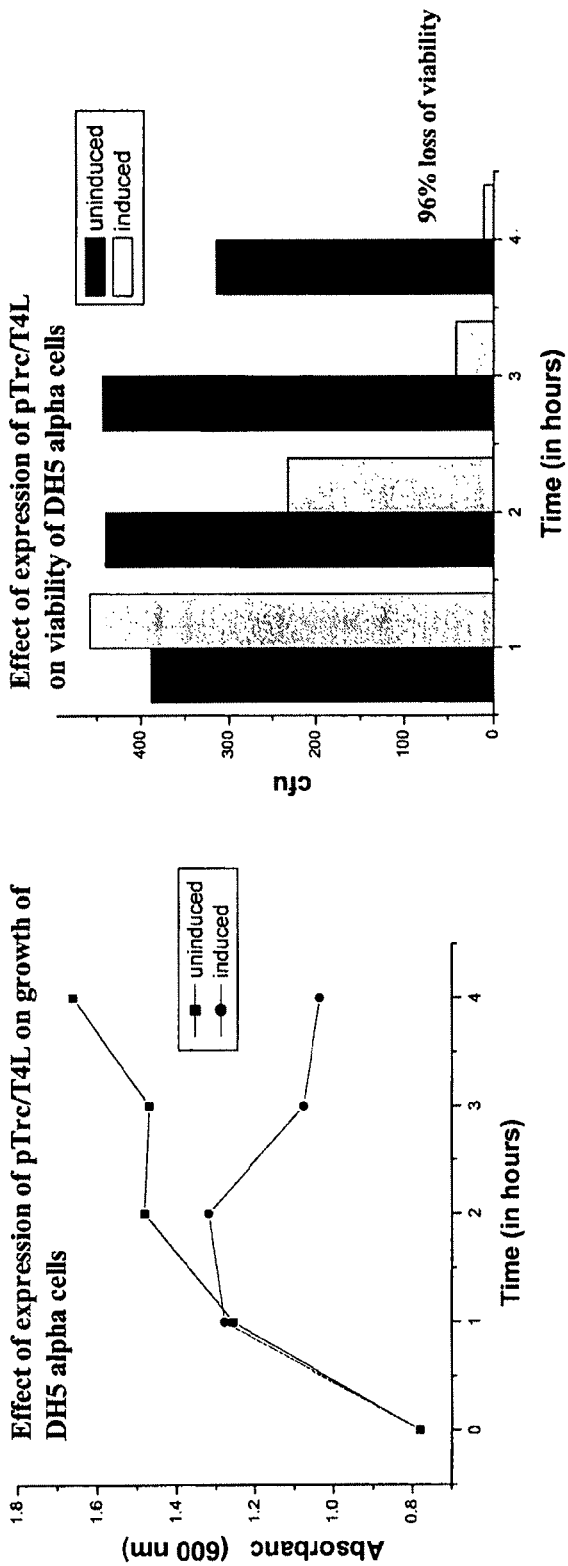 Effect of expression of pTrc/T4L on growth of
DH5 alpha cells
1.8
1.6
1.4
1.2
1.0
0.8
Absorbanc (600 nm)
uninduced
induced
0
1
2
3
4
Time (in hours)
Effect of expression of pTrc/T4L
on viability of DH5 alpha cells
uninduced
induced
400
300
200
100
0
cfu
96% loss of viability
1
2
3
4
Time (in hours)